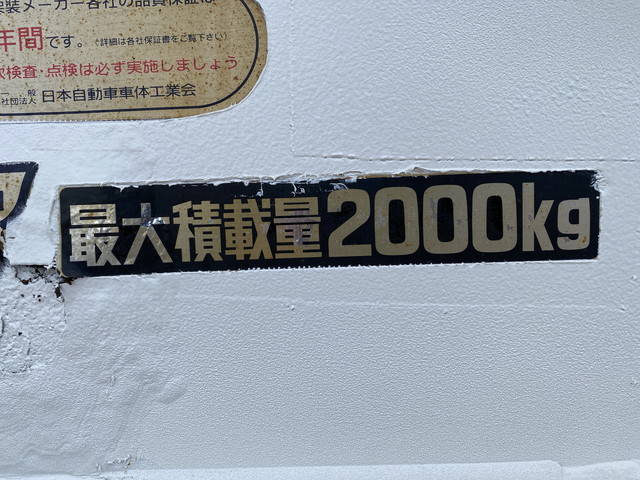 装メーカー各社の品質保証は
年間です。(詳細は各社保証書をご覧下さい)
検査・点検は必ず実施しましょう
一般社団法人 日本自動車車体工業会
最大積載量2000kg